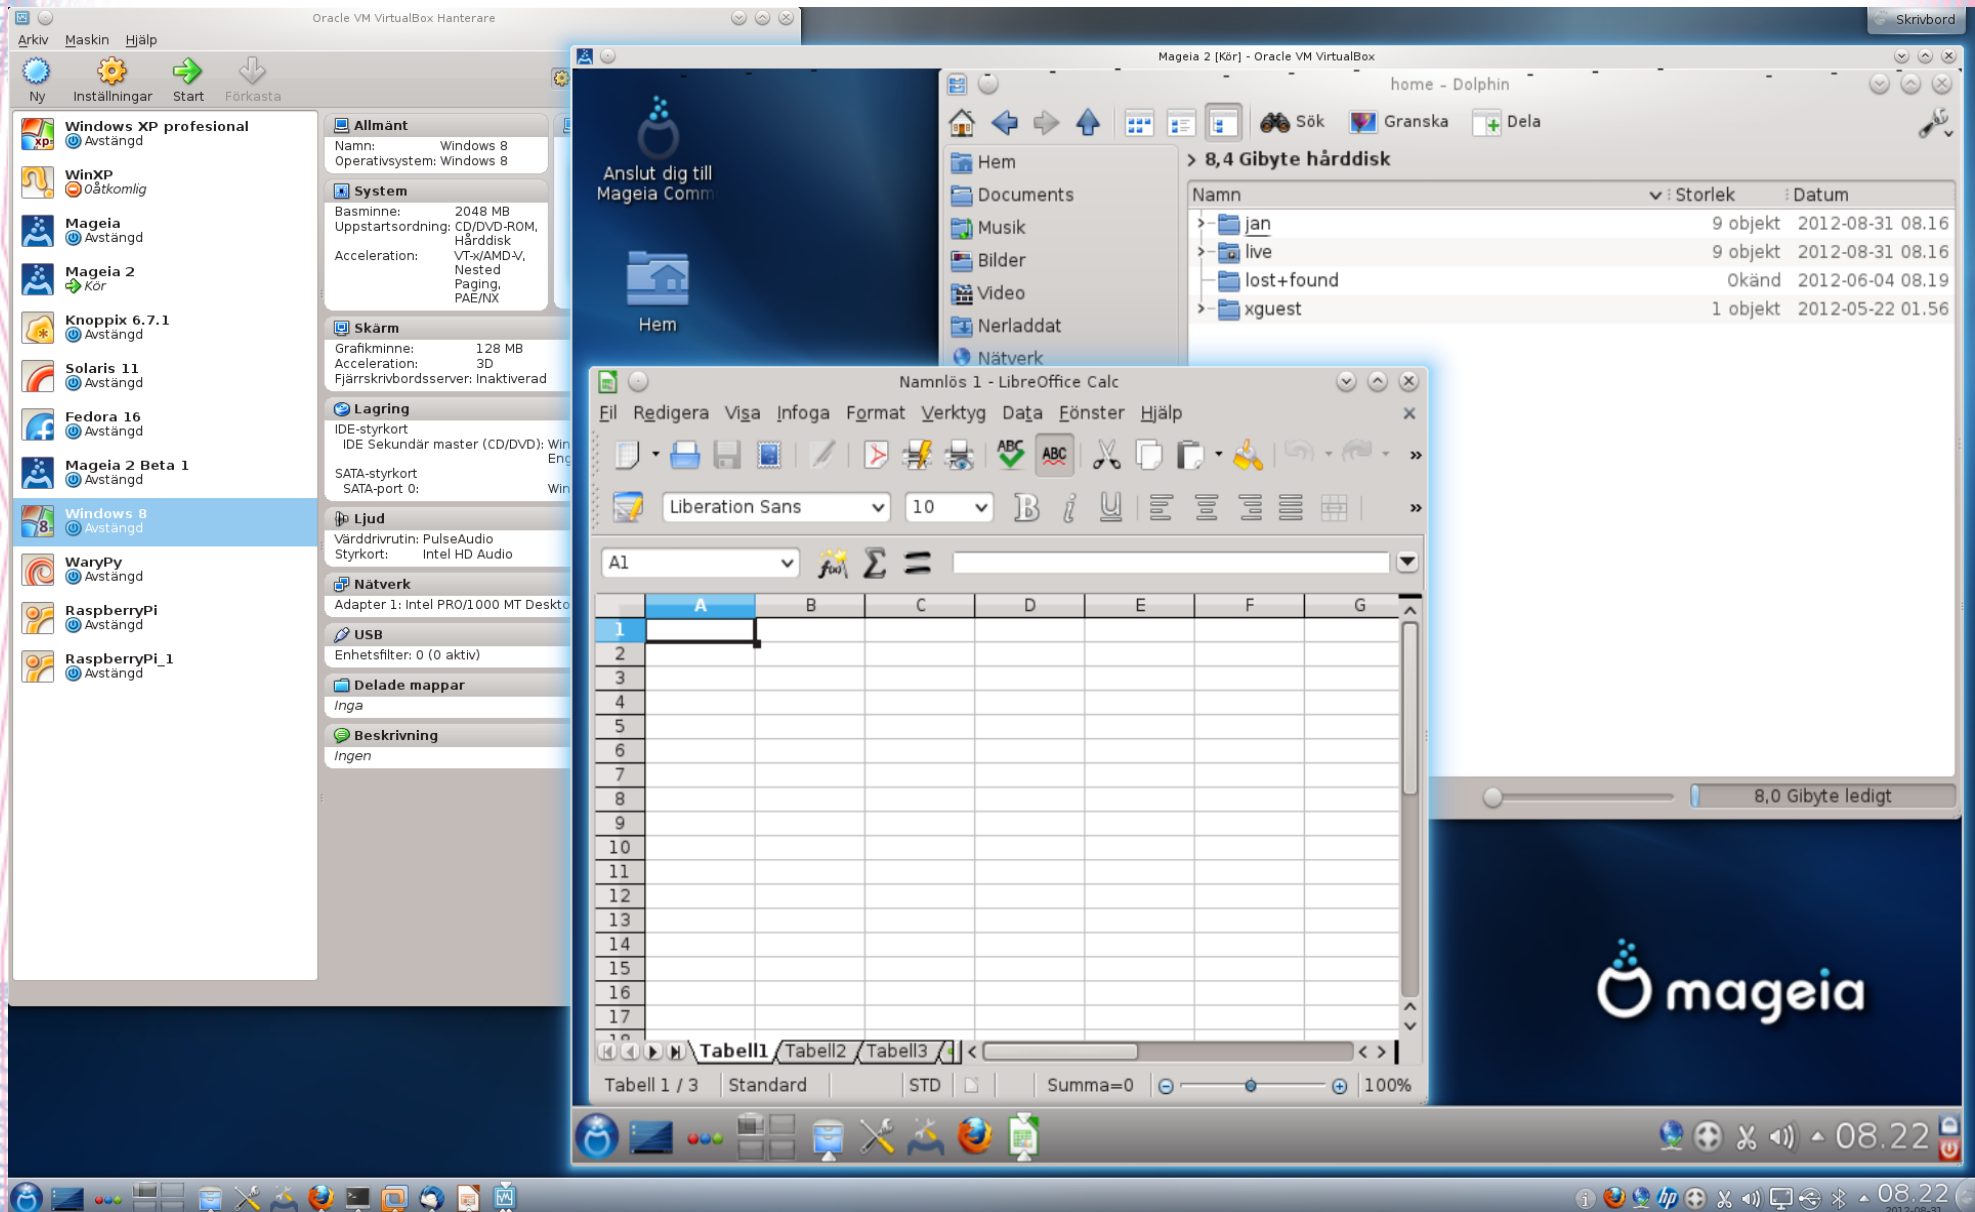 Oracle VM VirtualBox Hanterare
Arkiv Maskin Hjälp
Ny Inställningar Start Förkasta
Windows XP profesional
Avstängd
WinXP
Oåtkomlig
Mageia
Avstängd
Mageia 2
Kör
Knoppix 6.7.1
Avstängd
Solaris 11
Avstängd
Fedora 16
Avstängd
Mageia 2 Beta 1
Avstängd
Windows 8
Avstängd
WaryPy
Avstängd
RaspberryPi
Avstängd
RaspberryPi_1
Avstängd
Allmänt
Namn: Windows 8
Operativsystem: Windows 8
System
Basminne: 2048 MB
Uppstartsordning: CD/DVD-ROM,
Hårddisk
Acceleration: VT-x/AMD-V,
Nested
Paging,
PAE/NX
Skärm
Grafikminne: 128 MB
Acceleration: 3D
Fjärrskrivbordsserver: Inaktiverad
Lagring
IDE-styrkort
IDE Sekundär master (CD/DVD): Win
Eng
SATA-styrkort
SATA-port 0: Win
Ljud
Värddrivrutin: PulseAudio
Styrkort: Intel HD Audio
Nätverk
Adapter 1: Intel PRO/1000 MT Deskto
USB
Enhetsfilter: 0 (0 aktiv)
Delade mappar
Inga
Beskrivning
Ingen
Skrivbord
Mageia 2 [Kör] - Oracle VM VirtualBox
Anslut dig till
Mageia Comm
Hem
home - Dolphin
Sök Granska Dela
Hem
Documents
Musik
Bilder
Video
Nerladdat
Nätverk
> 8,4 Gibyte hårddisk
Namn Storlek Datum
jan 9 objekt 2012-08-31 08.16
live 9 objekt 2012-08-31 08.16
lost+found Okänd 2012-06-04 08.19
xguest 1 objekt 2012-05-22 01.56
8,0 Gibyte ledigt
Namnlös 1 - LibreOffice Calc
Fil Redigera Visa Infoga Format Verktyg Data Fönster Hjälp
ABC ABC
Liberation Sans 10 B i U
A1 f(x) Σ =
A B C D E F G
1
2
3
4
5
6
7
8
9
10
11
12
13
14
15
16
17
18
Tabell1 Tabell2 Tabell3
Tabell 1 / 3 Standard STD Summa=0 100%
mageia
08.22
hp 08.22
2012-08-31